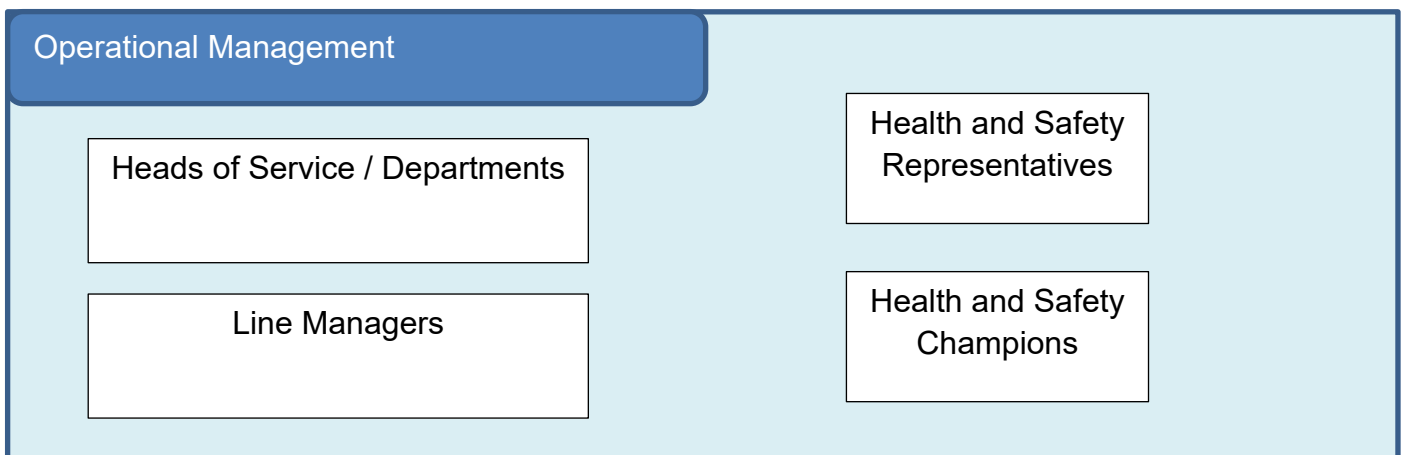 Operational Management
Heads of Service / Departments
Line Managers
Health and Safety
Representatives
Health and Safety
Champions